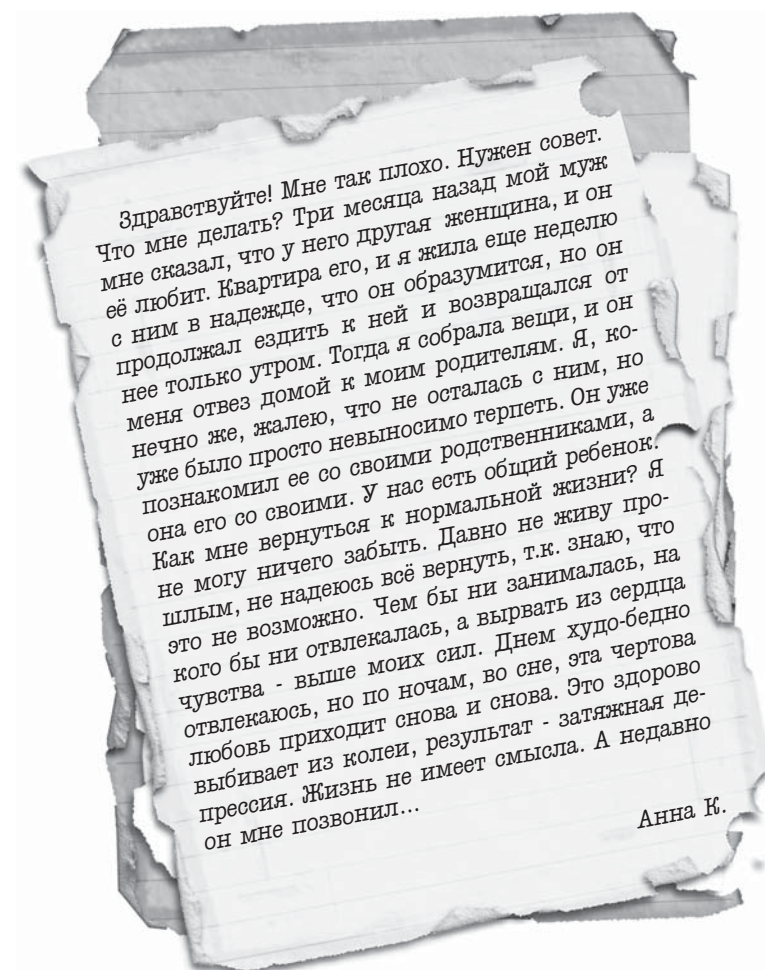 Здравствуйте! Мне так плохо. Нужен совет.
Что мне делать? Три месяца назад мой муж
мне сказал, что у него другая женщина, и он
её любит. Квартира его, и я жила еще неделю
с ним в надежде, что он образумится, но он
продолжал ездить к ней и возвращался от
нее только утром. Тогда я собрала вещи, и он
меня отвез домой к моим родителям. Я, ко-
нечно же, жалею, что не осталась с ним, но
уже было просто невыносимо терпеть. Он уже
познакомил ее со своими родственниками, а
она его со своими. У нас есть общий ребенок.
Как мне вернуться к нормальной жизни? Я
не могу ничего забыть. Давно не живу про-
шлым, не надеюсь всё вернуть, т.к. знаю, что
это не возможно. Чем бы ни занималась, на
кого бы ни отвлекалась, а вырвать из сердца
чувства - выше моих сил. Днем худо-бедно
отвлекаюсь, но по ночам, во сне, эта чертова
любовь приходит снова и снова. Это здорово
выбивает из колеи, результат - затяжная де-
прессия. Жизнь не имеет смысла. А недавно
он мне позвонил...
Анна К.